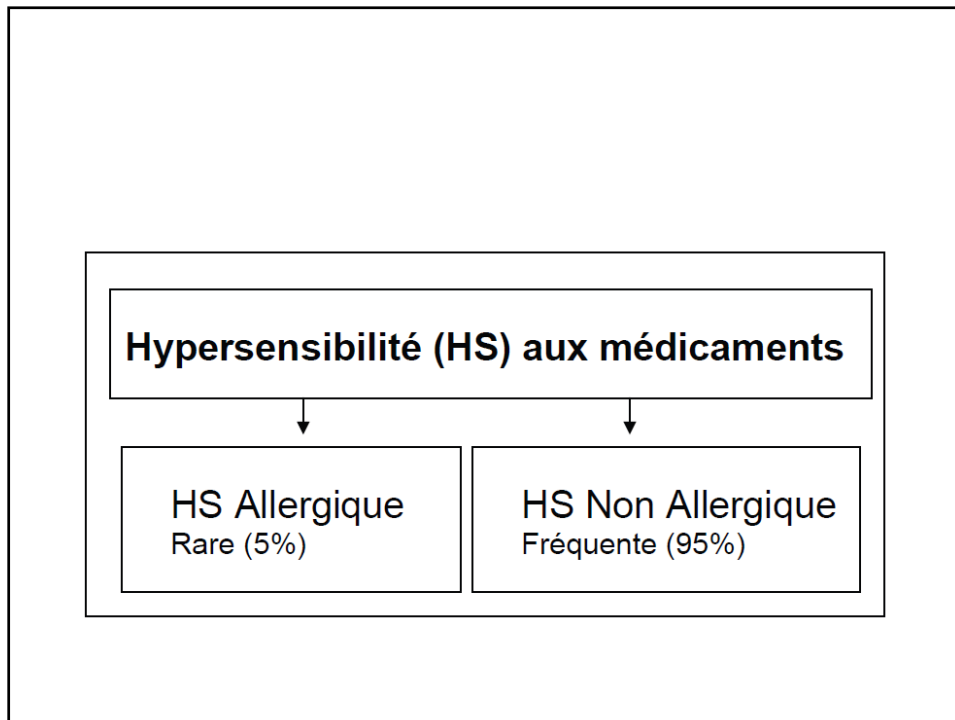 Hypersensibilité (HS) aux médicaments
HS Allergique
Rare (5%)
HS Non Allergique
Fréquente (95%)